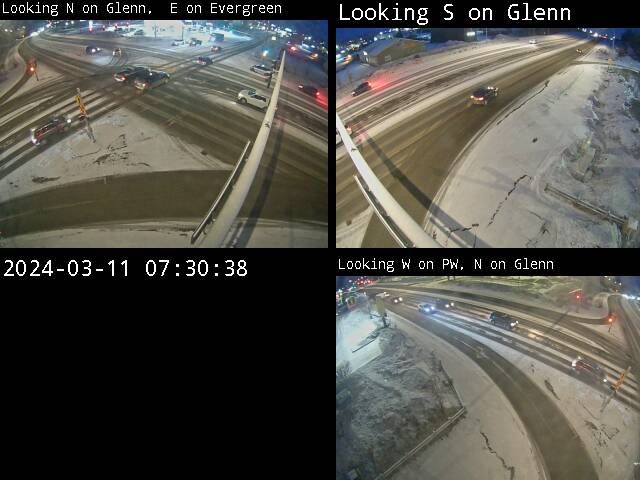 Looking N on Glenn,  E on Evergreen
Looking S on Glenn
2024-03-11 07:30:38
Looking W on PW, N on Glenn